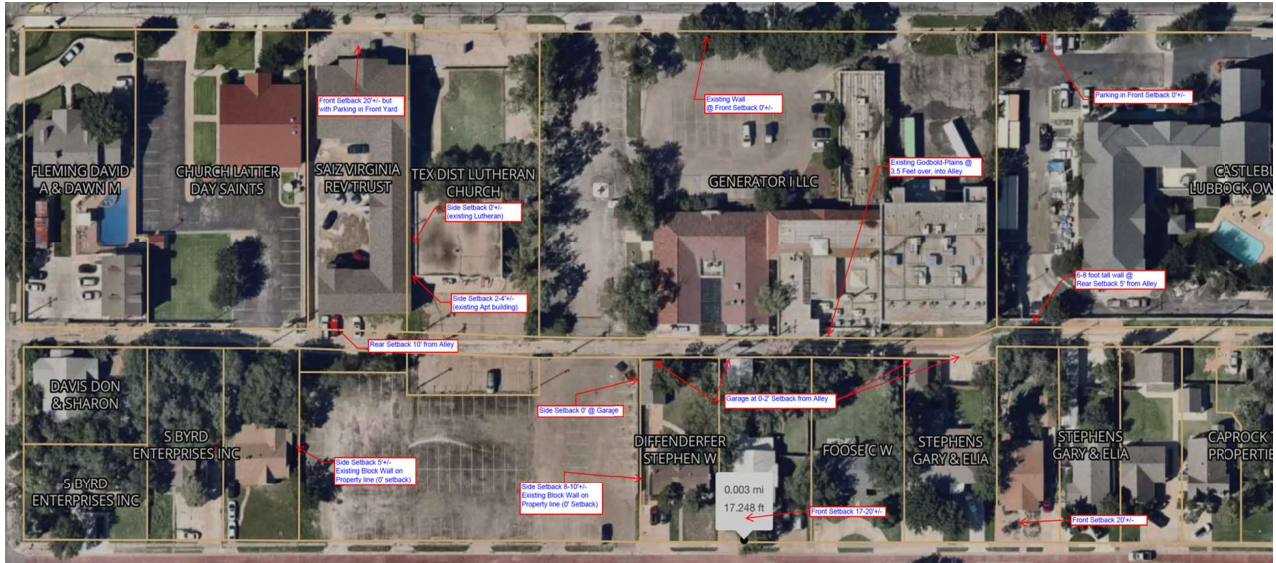 Front Setback 20'+/- but
with Parking in Front Yard
Existing Wall
@ Front Setback 0'+/-
Parking in Front Setback 0'+/-
FLEMING DAVID
A & DAWN M
CHURCH LATTER
DAY SAINTS
SAIZ VIRGINIA
REV TRUST
TEX DIST LUTHERAN
CHURCH
GENERATOR I LLC
Existing Godbold-Plains @
3.5 Feet over, into Alley
CASTLEBL
LUBBOCK OW
Side Setback 0'+/-
(existing Lutheran)
Side Setback 2-4'+/-
(existing Apt building)
6-8 foot tall wall @
Rear Setback 5' from Alley
Rear Setback 10' from Alley
DAVIS DON
& SHARON
S BYRD
ENTERPRISES INC
S BYRD
ENTERPRISES INC
Side Setback 5'+/-
Existing Block Wall on
Property line (0' setback)
Side Setback 0' @ Garage
Garage at 0-2' Setback from Alley
DIFFENDERFER
STEPHEN W
FOOSE C W
STEPHENS
GARY & ELIA
STEPHENS
GARY & ELIA
CAPROCK T
PROPERTIE
Side Setback 8-10'+/-
Existing Block Wall on
Property line (0' Setback)
0.003 mi
17.248 ft
Front Setback 17-20'+/-
Front Setback 20'+/-